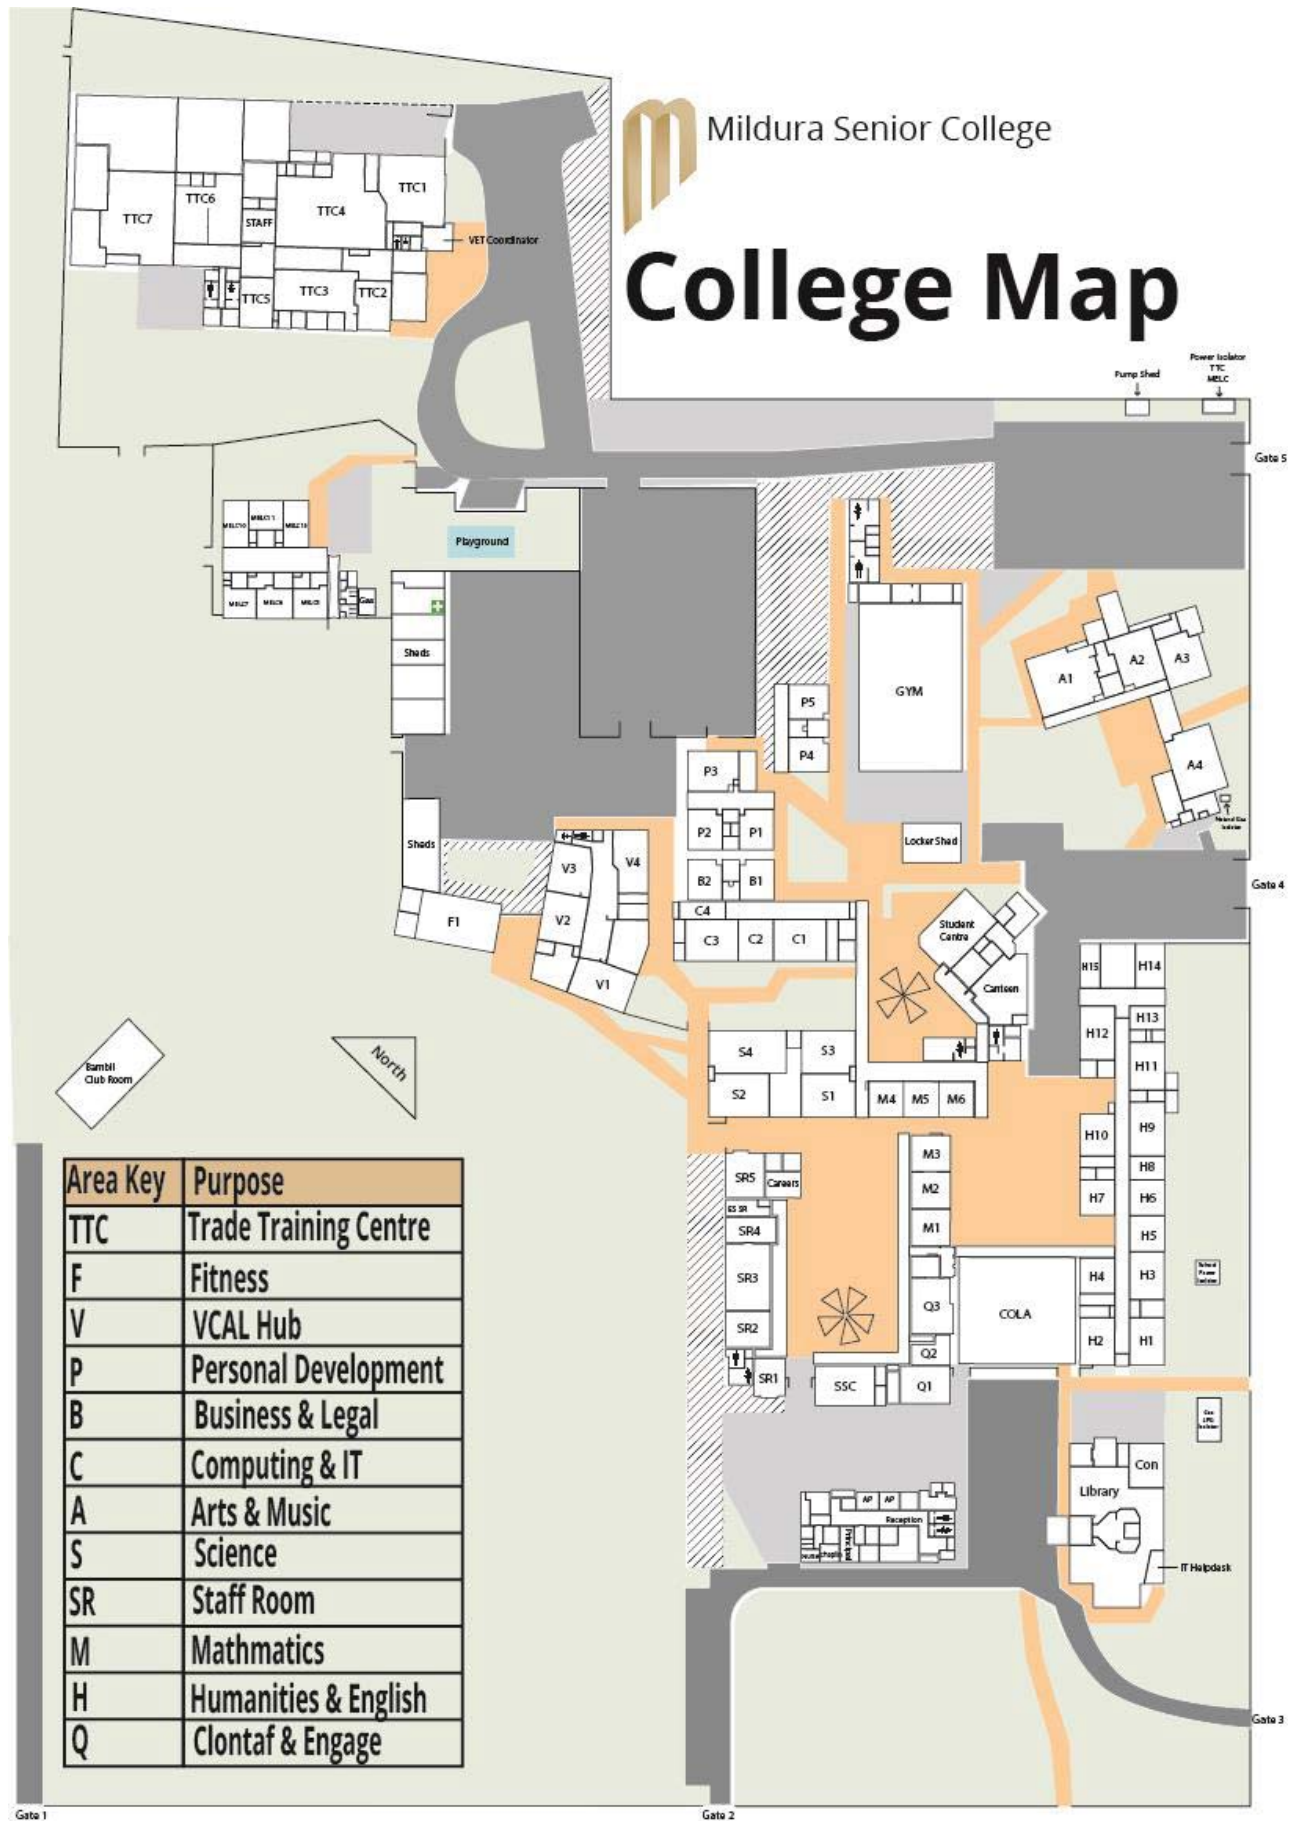 Mildura Senior College
College Map
TTC1
TTC6
TTC4
TTC7
STAFF
VET Coordinator
TTC5
TTC3
TTC2
Pump Shed
Power Isolator
TTC
MELC
Gate 5
MELC10
MELC11
Playground
MELC7
Gas
Sheds
A1
A2
A3
GYM
P5
P4
A4
P3
P2
P1
Locker Shed
Sheds
V3
V4
B2
B1
Gate 4
C4
V2
F1
C3
C2
C1
Student
Centre
V1
Canteen
H15
H14
H13
H12
H11
S4
S3
S2
S1
M4
M5
M6
Bambil
Club Room
North
H10
H9
H8
H7
H6
H5
M3
M2
M1
SR5
Careers
ES SR
SR4
SR3
SR2
SR1
H4
H3
H2
H1
Q3
Q2
Q1
COLA
SSC
Con
Library
AP
AP
Reception
Principal
IT Helpdesk
Gate 3
Area Key Purpose
TTC Trade Training Centre
F Fitness
V VCAL Hub
P Personal Development
B Business & Legal
C Computing & IT
A Arts & Music
S Science
SR Staff Room
M Mathmatics
H Humanities & English
Q Clontaf & Engage
Gate 1
Gate 2